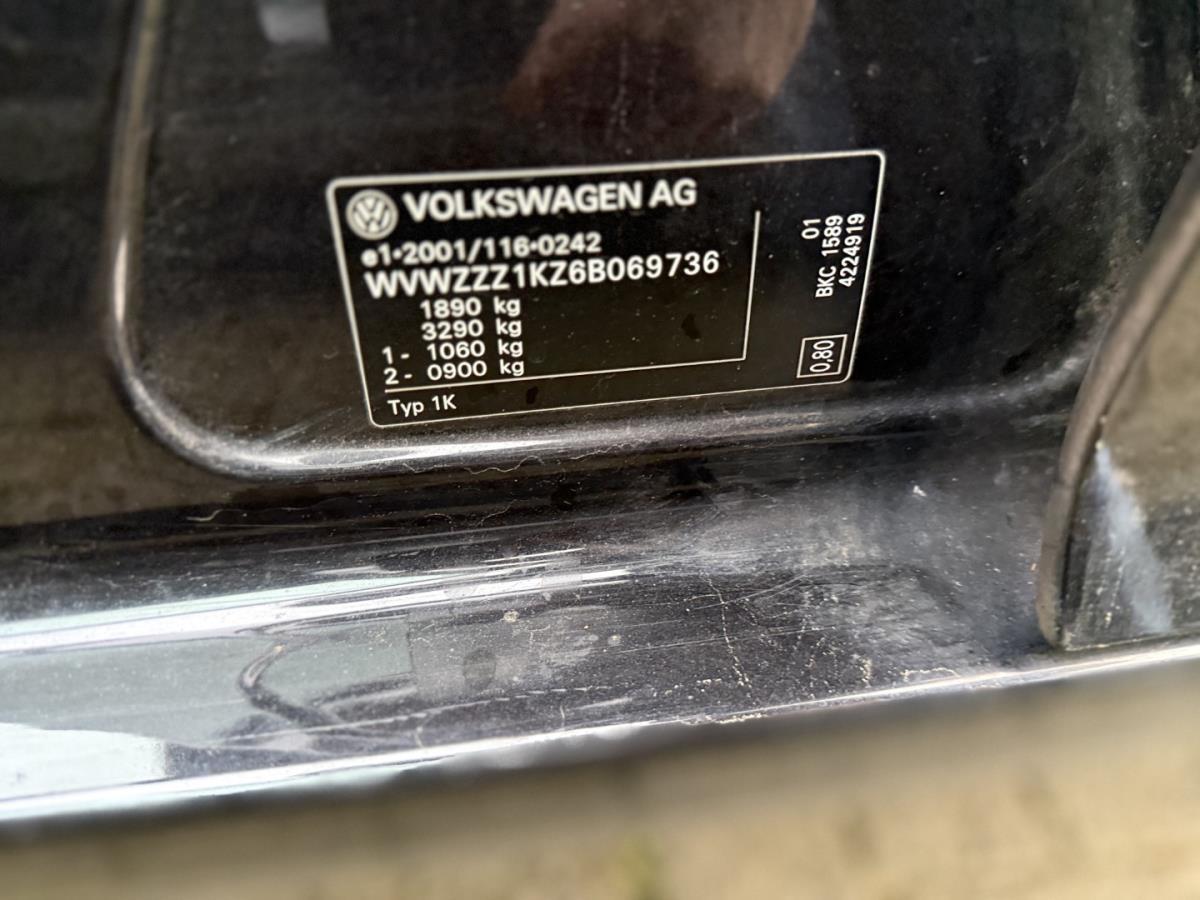 VOLKSWAGEN AG
e1*2001/116*0242
WVWZZZ1KZ6B069736
1890 kg
3290 kg
1- 1060 kg
2- 0900 kg
Typ 1K
01
BKC 1589
4224919
0,80